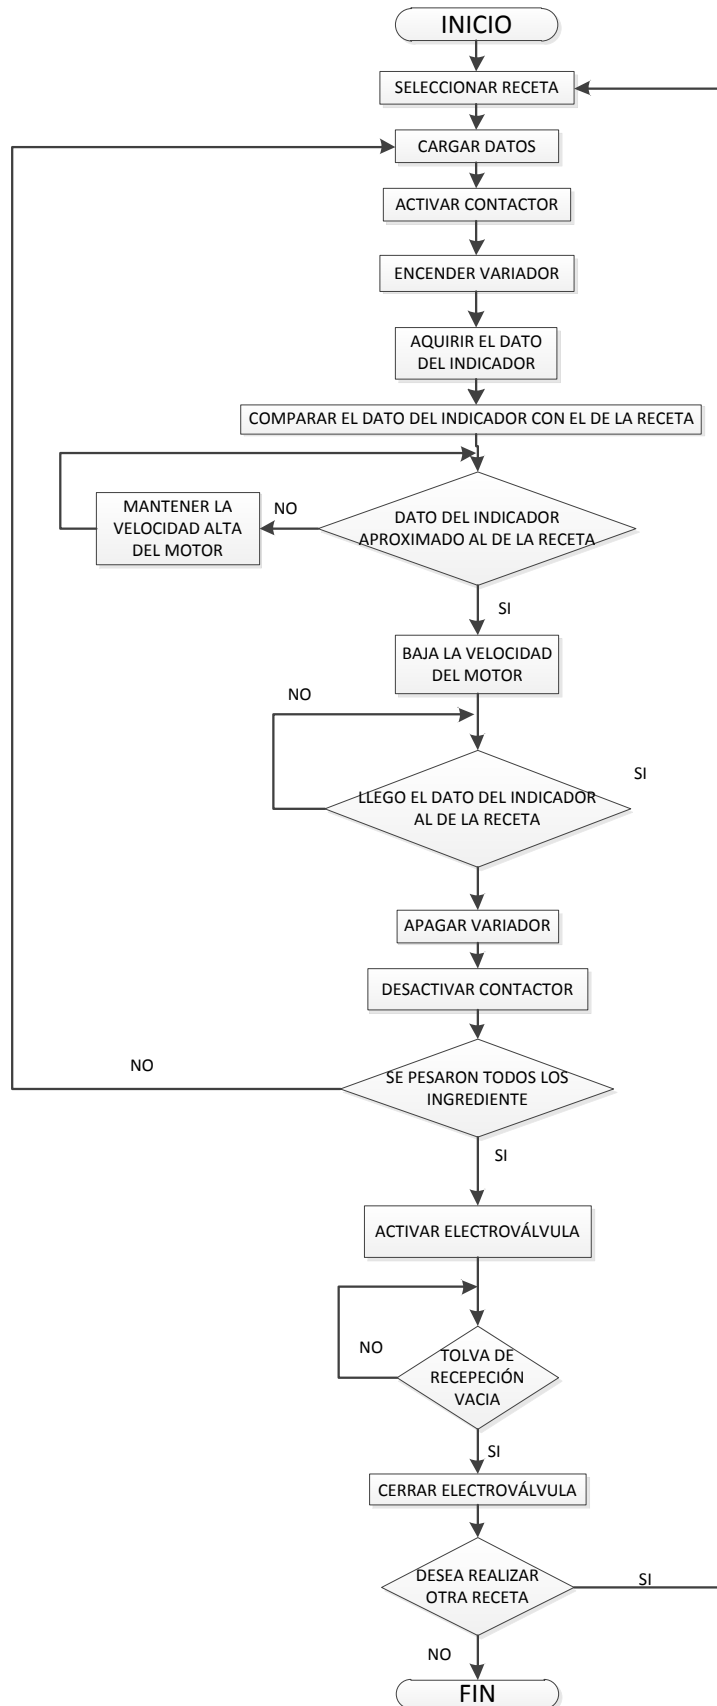 INICIO
SELECCIONAR RECETA
CARGAR DATOS
ACTIVAR CONTACTOR
ENCENDER VARIADOR
AQUIRIR EL DATO
DEL INDICADOR
COMPARAR EL DATO DEL INDICADOR CON EL DE LA RECETA
MANTENER LA
VELOCIDAD ALTA
DEL MOTOR
NO
DATO DEL INDICADOR
APROXIMADO AL DE LA RECETA
SI
BAJA LA VELOCIDAD
DEL MOTOR
NO
SI
LLEGO EL DATO DEL INDICADOR
AL DE LA RECETA
APAGAR VARIADOR
DESACTIVAR CONTACTOR
NO
SE PESARON TODOS LOS
INGREDIENTE
SI
ACTIVAR ELECTROVÁLVULA
NO
TOLVA DE
RECEPECIÓN
VACIA
SI
CERRAR ELECTROVÁLVULA
DESEA REALIZAR
OTRA RECETA
SI
NO
FIN